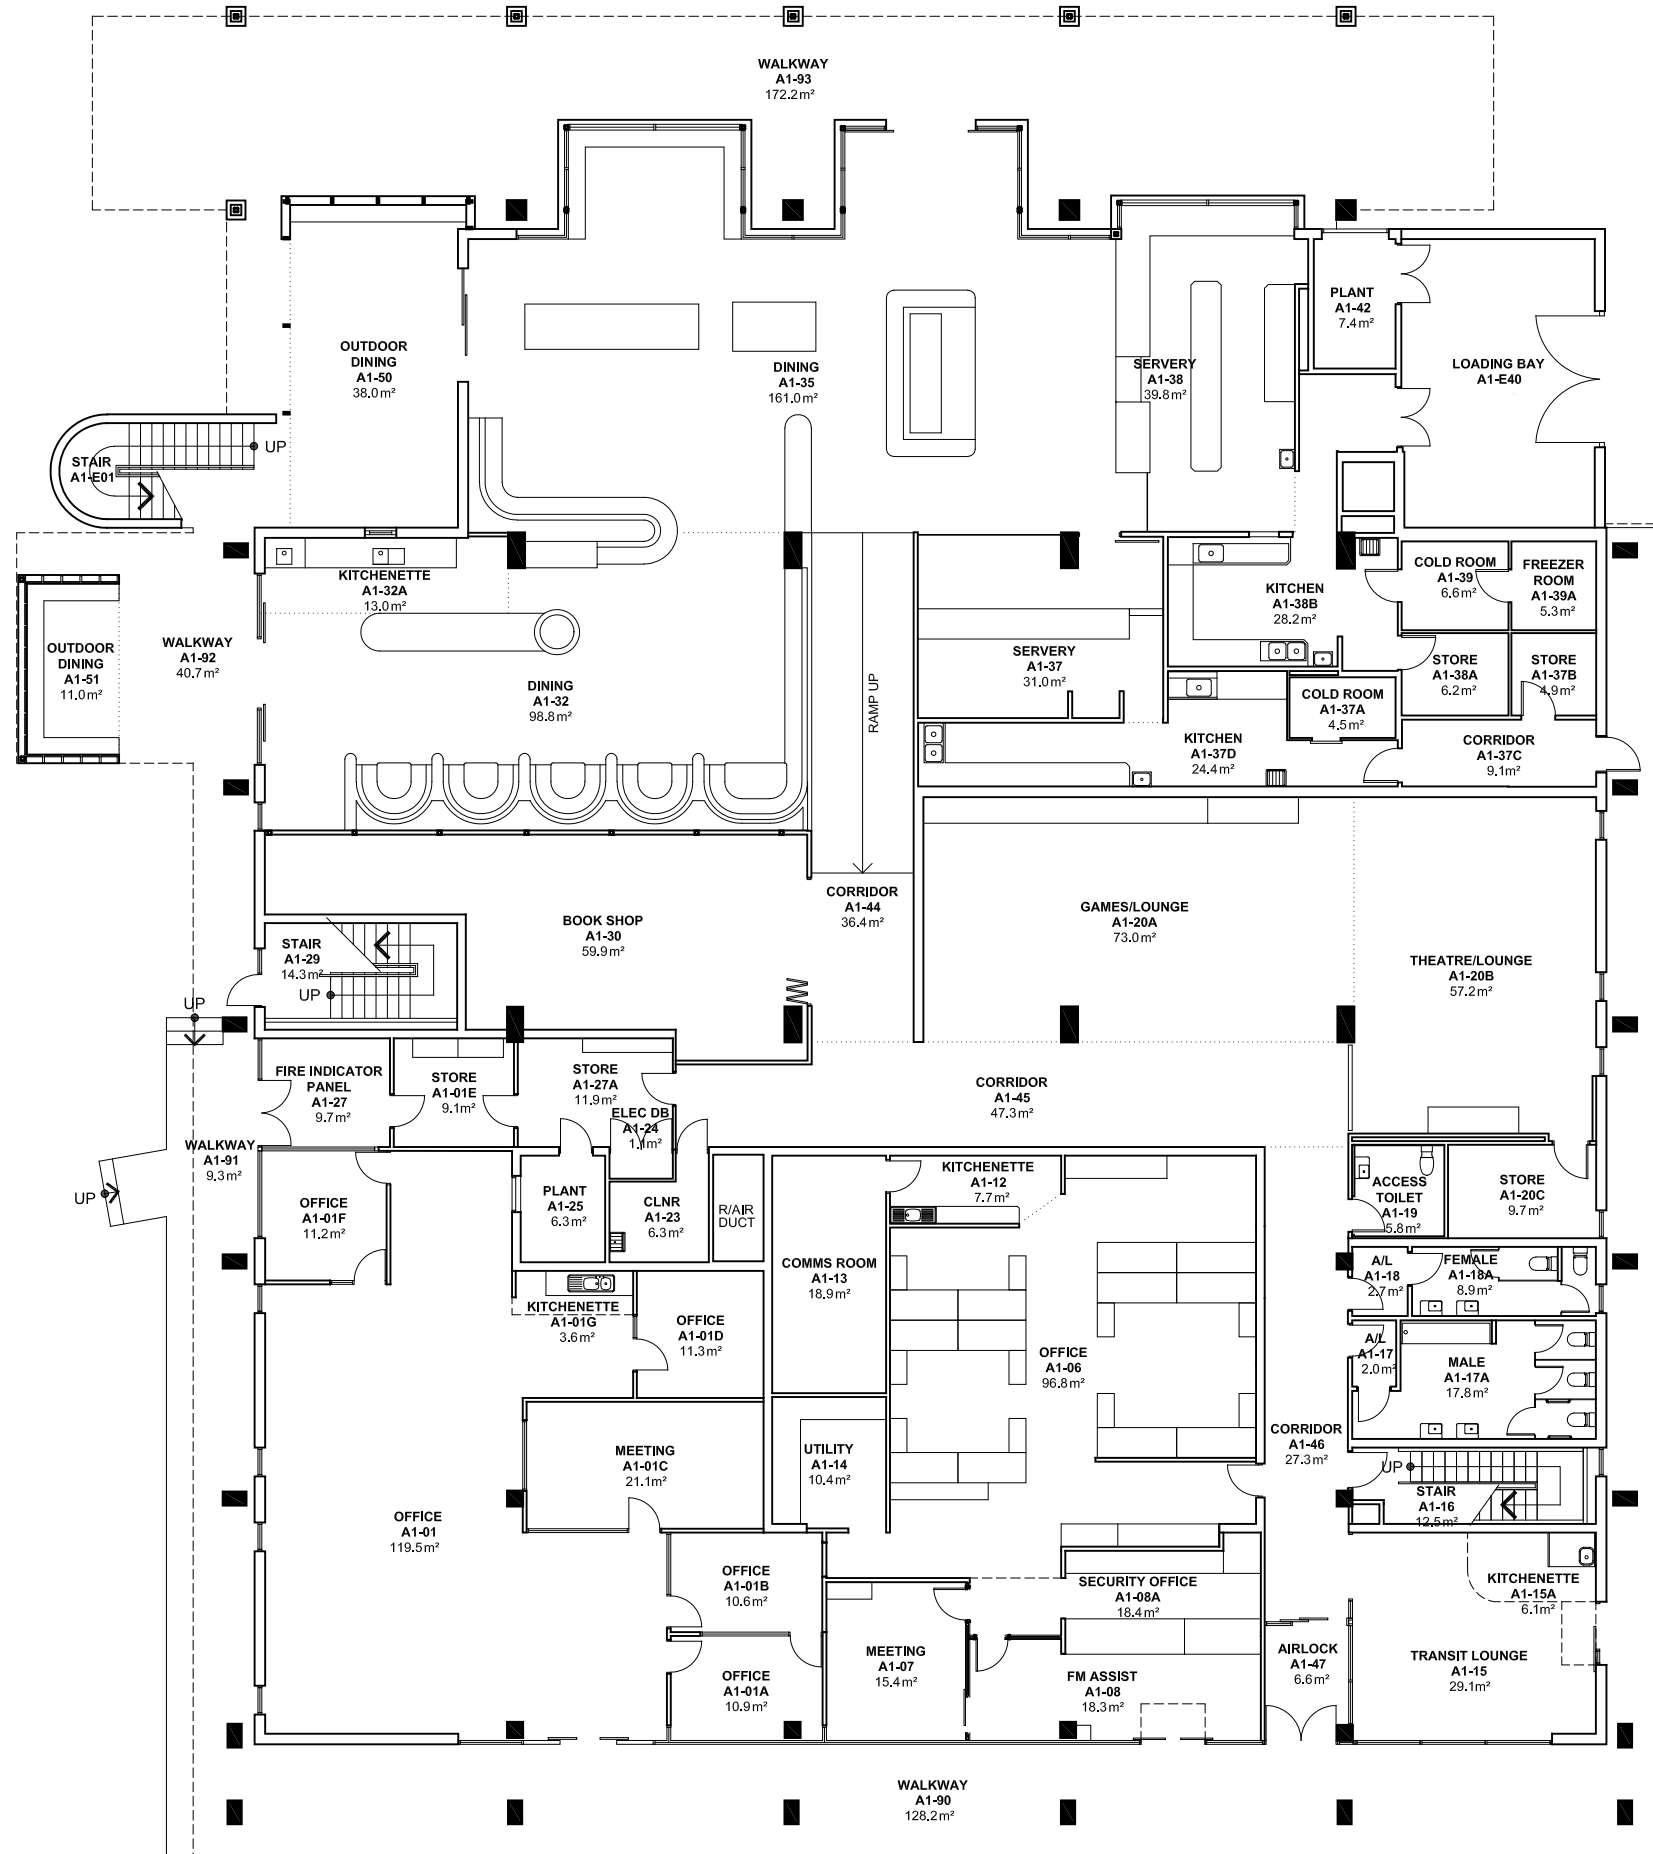 WALKWAY
A1-93
172.2m²
OUTDOOR
DINING
A1-50
38.0m²
DINING
A1-35
161.0m²
SERVERY
A1-38
39.8m²
PLANT
A1-42
7.4m²
LOADING BAY
A1-E40
STAIR
A1-E01
UP
KITCHENETTE
A1-32A
13.0m²
OUTDOOR
DINING
A1-51
11.0m²
WALKWAY
A1-92
40.7m²
DINING
A1-32
98.8m²
RAMP UP
SERVERY
A1-37
31.0m²
KITCHEN
A1-38B
28.2m²
COLD ROOM
A1-39
6.6m²
FREEZER
ROOM
A1-39A
5.3m²
STORE
A1-38A
6.2m²
STORE
A1-37B
4.9m²
COLD ROOM
A1-37A
4.5m²
KITCHEN
A1-37D
24.4m²
CORRIDOR
A1-37C
9.1m²
BOOK SHOP
A1-30
59.9m²
CORRIDOR
A1-44
36.4m²
GAMES/LOUNGE
A1-20A
73.0m²
THEATRE/LOUNGE
A1-20B
57.2m²
STAIR
A1-29
14.3m²
UP
UP
FIRE INDICATOR
PANEL
A1-27
9.7m²
STORE
A1-01E
9.1m²
STORE
A1-27A
11.9m²
ELEC DB
A1-24
1.1m²
CORRIDOR
A1-45
47.3m²
WALKWAY
A1-91
9.3m²
UP
OFFICE
A1-01F
11.2m²
PLANT
A1-25
6.3m²
CLNR
A1-23
6.3m²
R/AIR
DUCT
KITCHENETTE
A1-12
7.7m²
ACCESS
TOILET
A1-19
5.8m²
STORE
A1-20C
9.7m²
COMMS ROOM
A1-13
18.9m²
A/L
A1-18
2.7m²
FEMALE
A1-18A
8.9m²
KITCHENETTE
A1-01G
3.6m²
OFFICE
A1-01D
11.3m²
OFFICE
A1-06
96.8m²
A/L
A1-17
2.0m²
MALE
A1-17A
17.8m²
MEETING
A1-01C
21.1m²
UTILITY
A1-14
10.4m²
CORRIDOR
A1-46
27.3m²
UP
STAIR
A1-16
12.5m²
OFFICE
A1-01
119.5m²
OFFICE
A1-01B
10.6m²
SECURITY OFFICE
A1-08A
18.4m²
KITCHENETTE
A1-15A
6.1m²
OFFICE
A1-01A
10.9m²
MEETING
A1-07
15.4m²
FM ASSIST
A1-08
18.3m²
AIRLOCK
A1-47
6.6m²
TRANSIT LOUNGE
A1-15
29.1m²
WALKWAY
A1-90
128.2m²